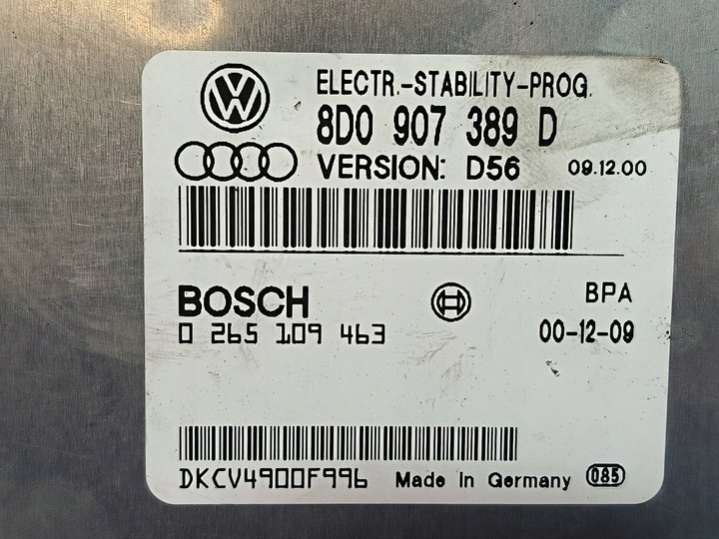 ELECTR.-STABILITY-PROG.
8D0 907 389 D
VERSION: D56 09.12.00
BOSCH BPA
0 265 109 463 00-12-09
DKCV4900F996 Made In Germany 085